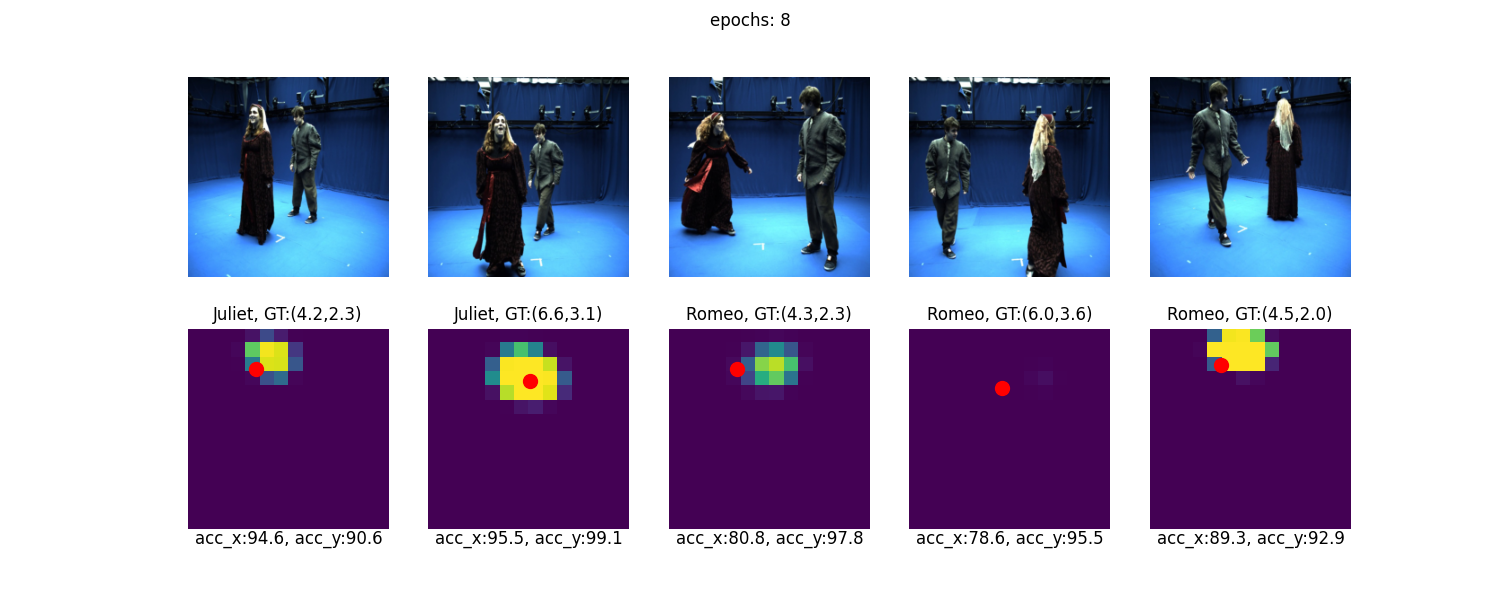 epochs: 8
Juliet, GT:(4.2,2.3)
Juliet, GT:(6.6,3.1)
Romeo, GT:(4.3,2.3)
Romeo, GT:(6.0,3.6)
Romeo, GT:(4.5,2.0)
acc_x:94.6, acc_y:90.6
acc_x:95.5, acc_y:99.1
acc_x:80.8, acc_y:97.8
acc_x:78.6, acc_y:95.5
acc_x:89.3, acc_y:92.9